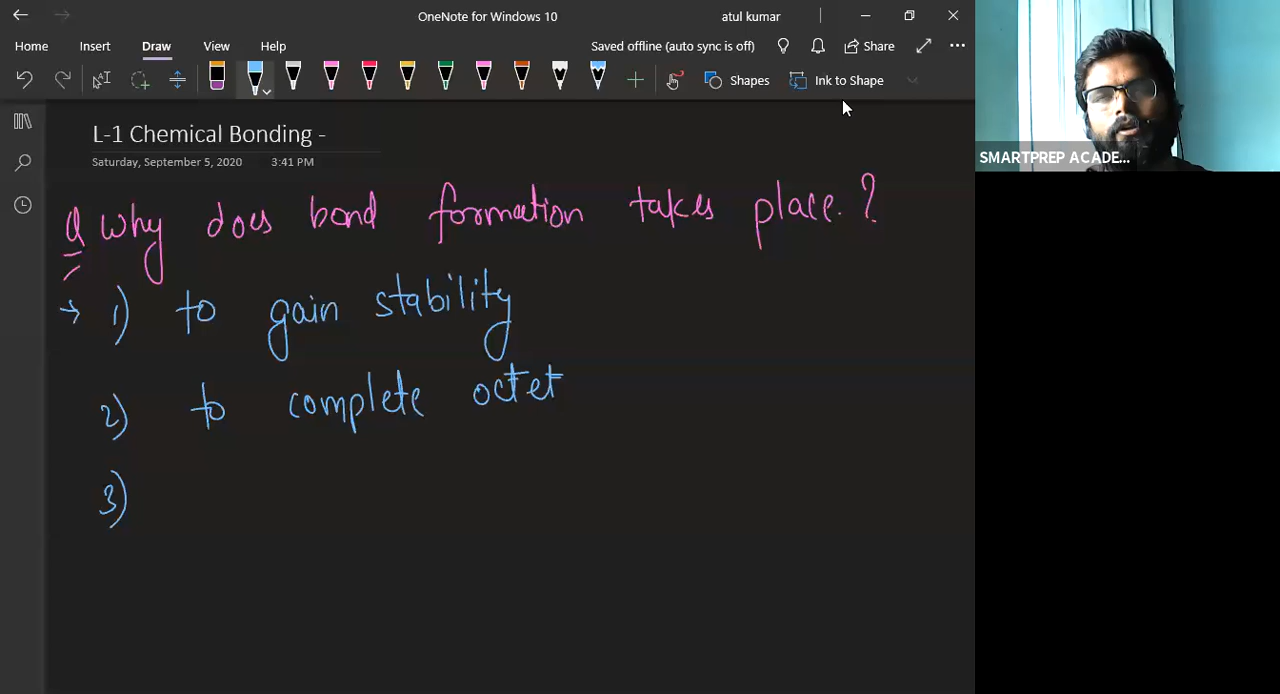 OneNote for Windows 10
atul kumar
Home Insert Draw View Help
Saved offline (auto sync is off) Share
Shapes Ink to Shape
L-1 Chemical Bonding -
Saturday, September 5, 2020 3:41 PM
SMARTPREP ACADE...
Q Why does bond formation takes place.?
→ 1) to gain stability
2) to complete octet
3)